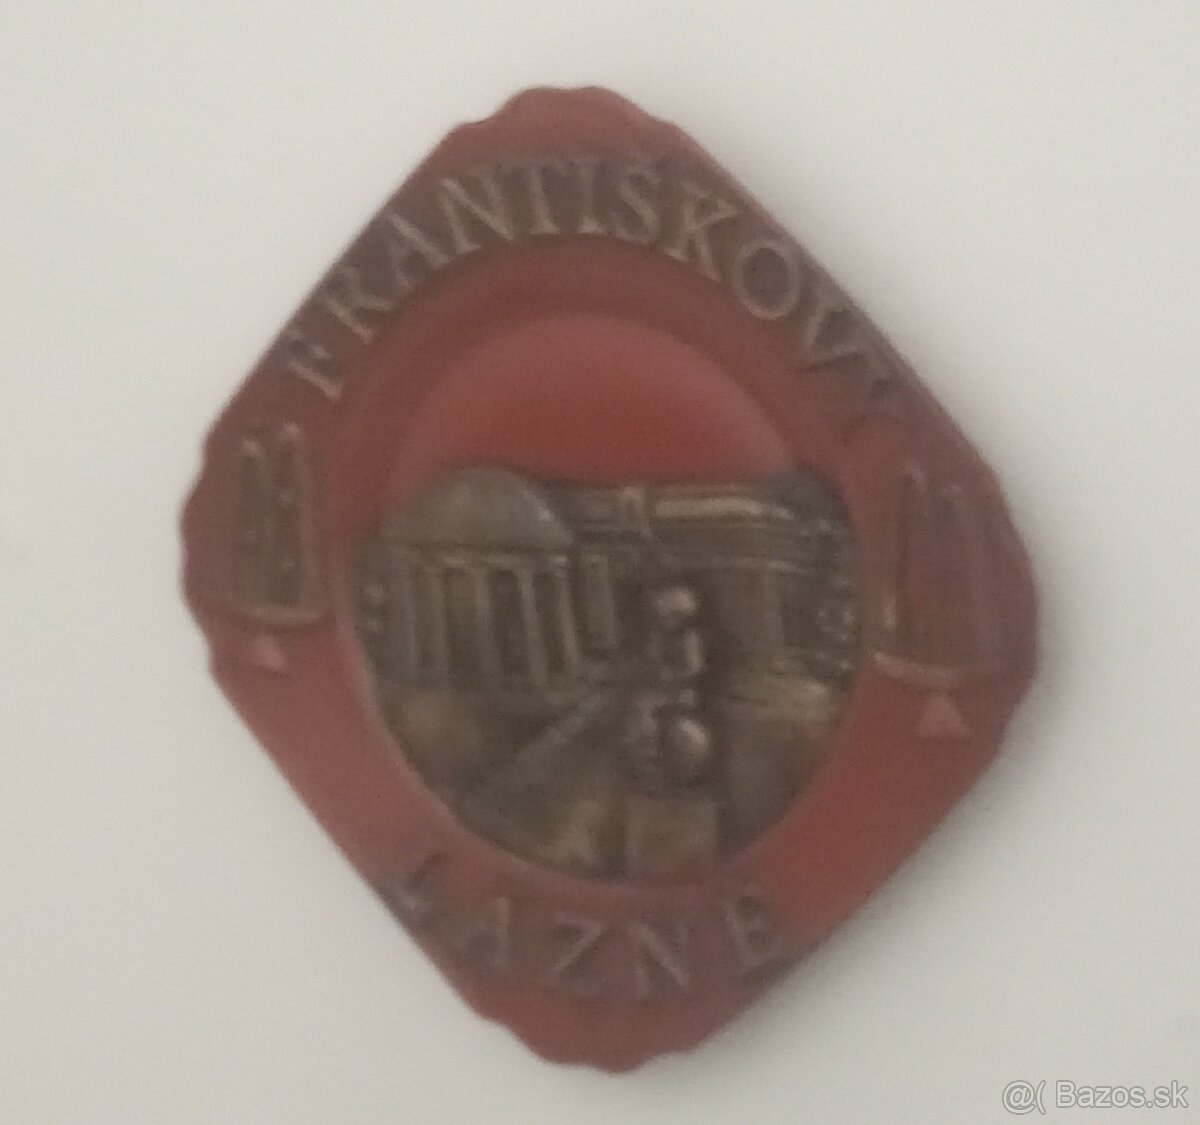 FRANTIŠKOVY
LÁZNĚ
@( Bazos.sk